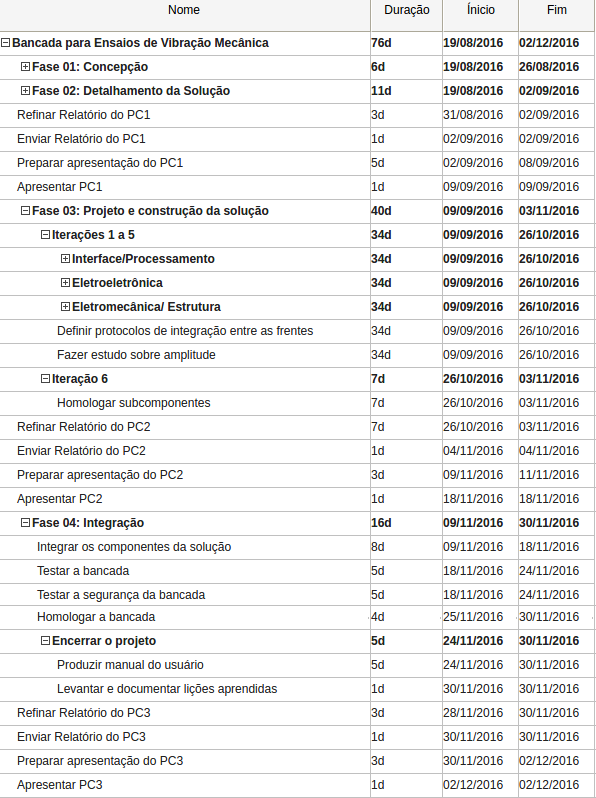 Nome Duração Ínicio Fim
Bancada para Ensaios de Vibração Mecânica 76d 19/08/2016 02/12/2016
Fase 01: Concepção 6d 19/08/2016 26/08/2016
Fase 02: Detalhamento da Solução 11d 19/08/2016 02/09/2016
Refinar Relatório do PC1 3d 31/08/2016 02/09/2016
Enviar Relatório do PC1 1d 02/09/2016 02/09/2016
Preparar apresentação do PC1 5d 02/09/2016 08/09/2016
Apresentar PC1 1d 09/09/2016 09/09/2016
Fase 03: Projeto e construção da solução 40d 09/09/2016 03/11/2016
Iterações 1 a 5 34d 09/09/2016 26/10/2016
Interface/Processamento 34d 09/09/2016 26/10/2016
Eletroeletrônica 34d 09/09/2016 26/10/2016
Eletromecânica/ Estrutura 34d 09/09/2016 26/10/2016
Definir protocolos de integração entre as frentes 34d 09/09/2016 26/10/2016
Fazer estudo sobre amplitude 34d 09/09/2016 26/10/2016
Iteração 6 7d 26/10/2016 03/11/2016
Homologar subcomponentes 7d 26/10/2016 03/11/2016
Refinar Relatório do PC2 7d 26/10/2016 03/11/2016
Enviar Relatório do PC2 1d 04/11/2016 04/11/2016
Preparar apresentação do PC2 3d 09/11/2016 11/11/2016
Apresentar PC2 1d 18/11/2016 18/11/2016
Fase 04: Integração 16d 09/11/2016 30/11/2016
Integrar os componentes da solução 8d 09/11/2016 18/11/2016
Testar a bancada 5d 18/11/2016 24/11/2016
Testar a segurança da bancada 5d 18/11/2016 24/11/2016
Homologar a bancada 4d 25/11/2016 30/11/2016
Encerrar o projeto 5d 24/11/2016 30/11/2016
Produzir manual do usuário 5d 24/11/2016 30/11/2016
Levantar e documentar lições aprendidas 1d 30/11/2016 30/11/2016
Refinar Relatório do PC3 3d 28/11/2016 30/11/2016
Enviar Relatório do PC3 1d 30/11/2016 30/11/2016
Preparar apresentação do PC3 3d 30/11/2016 02/12/2016
Apresentar PC3 1d 02/12/2016 02/12/2016